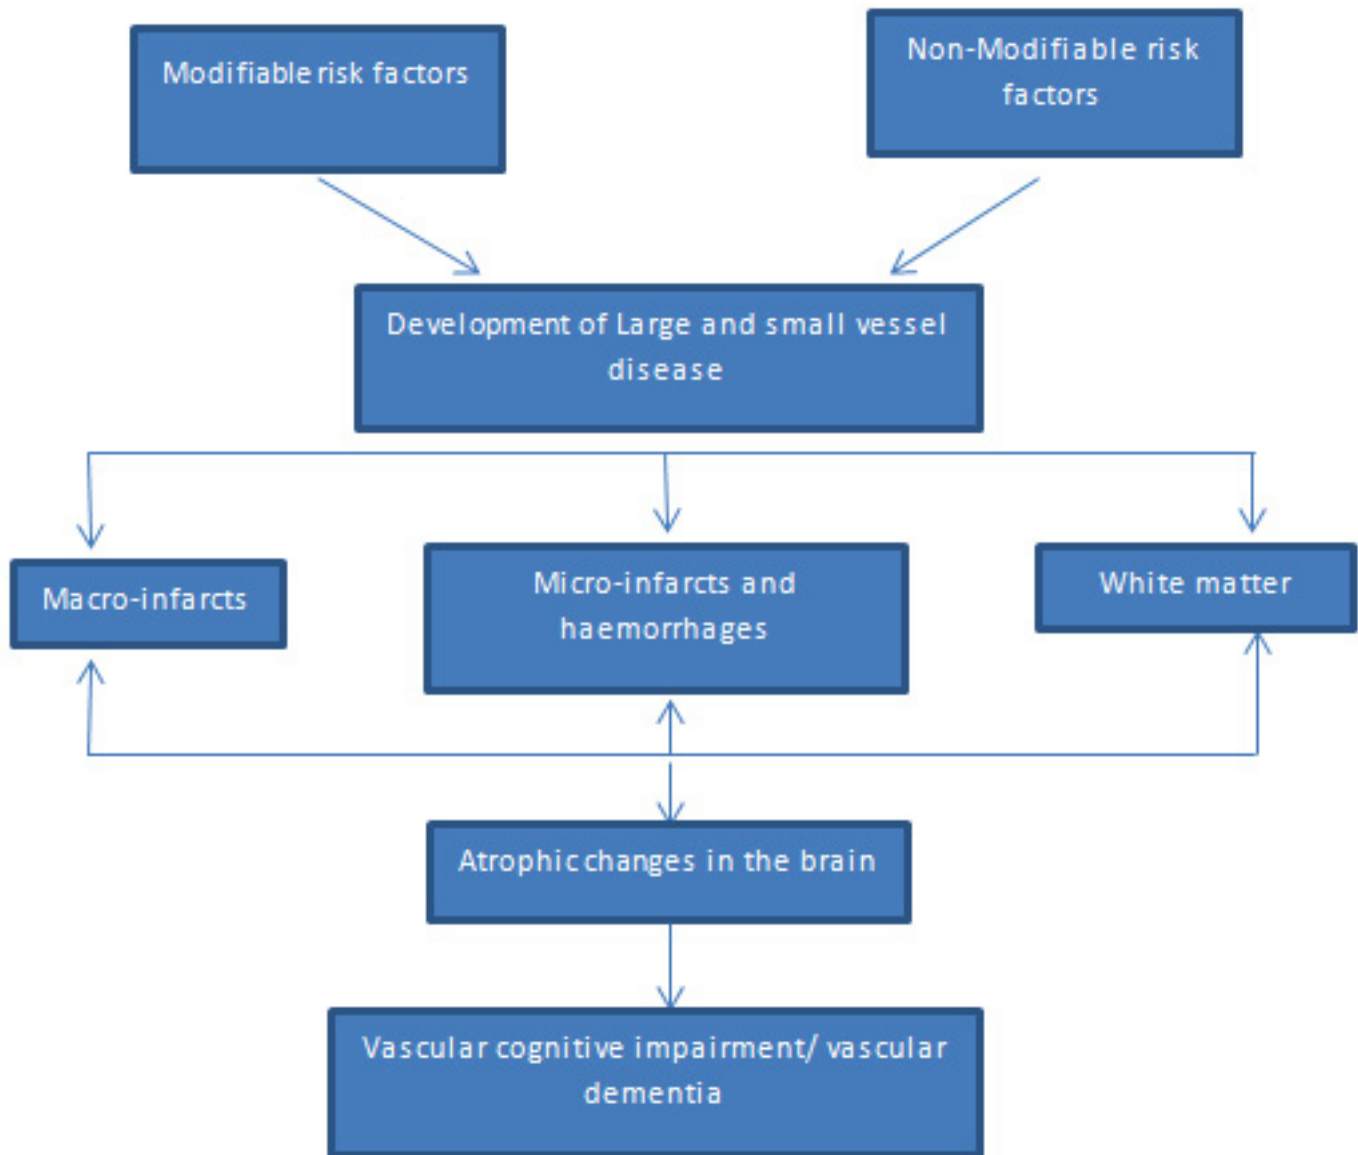 Modifiable risk factors
Non-Modifiable risk
factors
Development of Large and small vessel
disease
Macro-infarcts
Micro-infarcts and
haemorrhages
White matter
Atrophic changes in the brain
Vascular cognitive impairment/ vascular
dementia